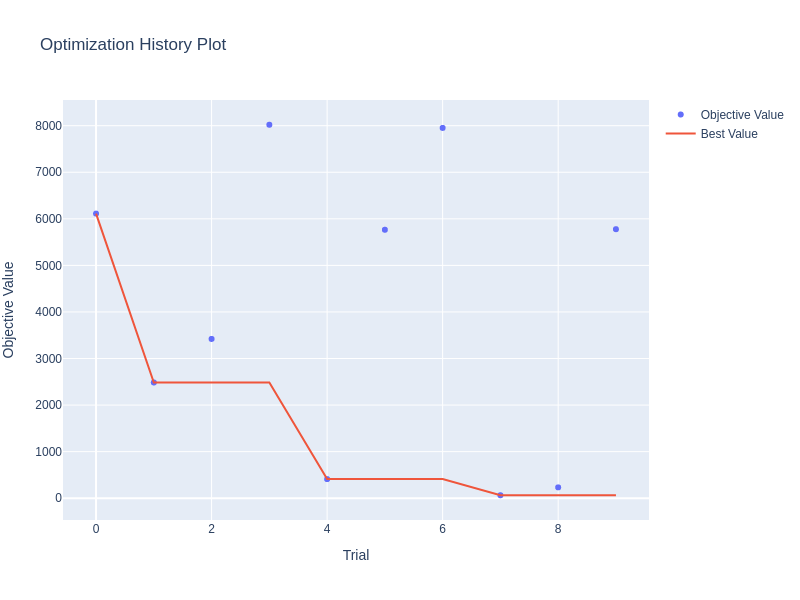 Optimization History Plot
Objective Value
Best Value
8000
7000
6000
5000
4000
3000
2000
1000
0
Objective Value
0 2 4 6 8
Trial